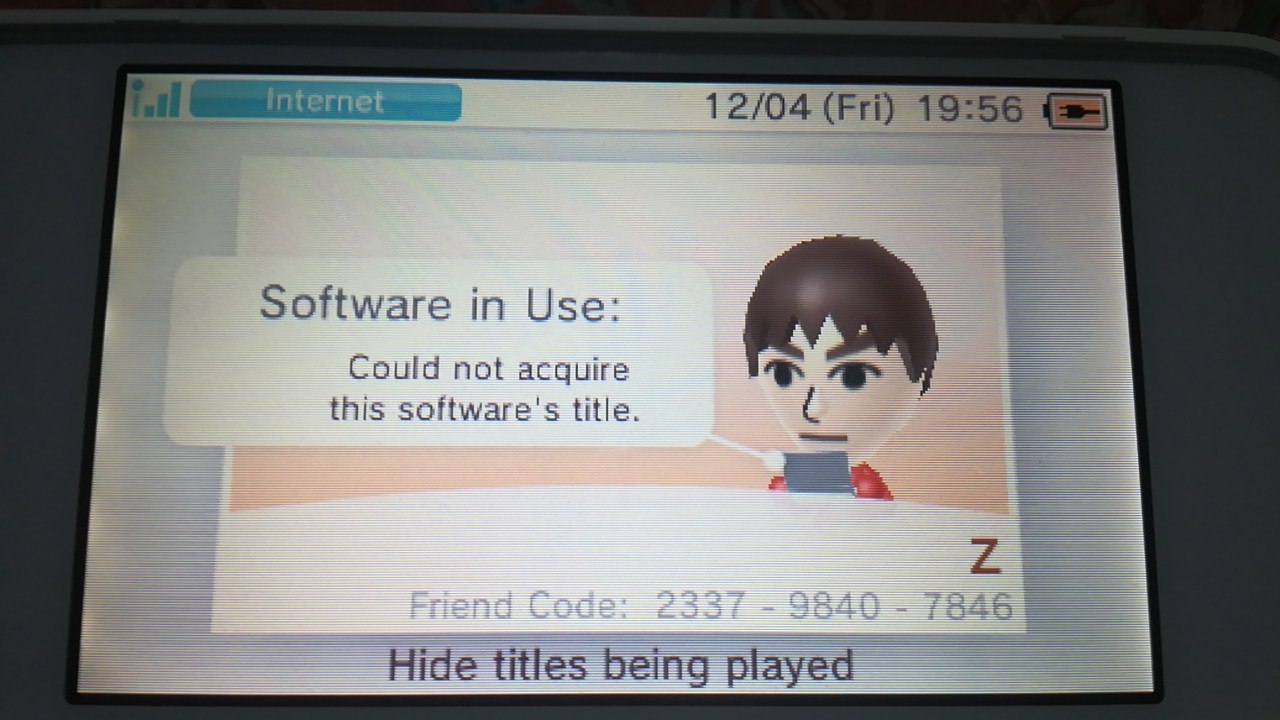 Internet
12/04 (Fri) 19:56
Software in Use:
Could not acquire
this software's title.
Z
Friend Code: 2337 - 9840 - 7846
Hide titles being played